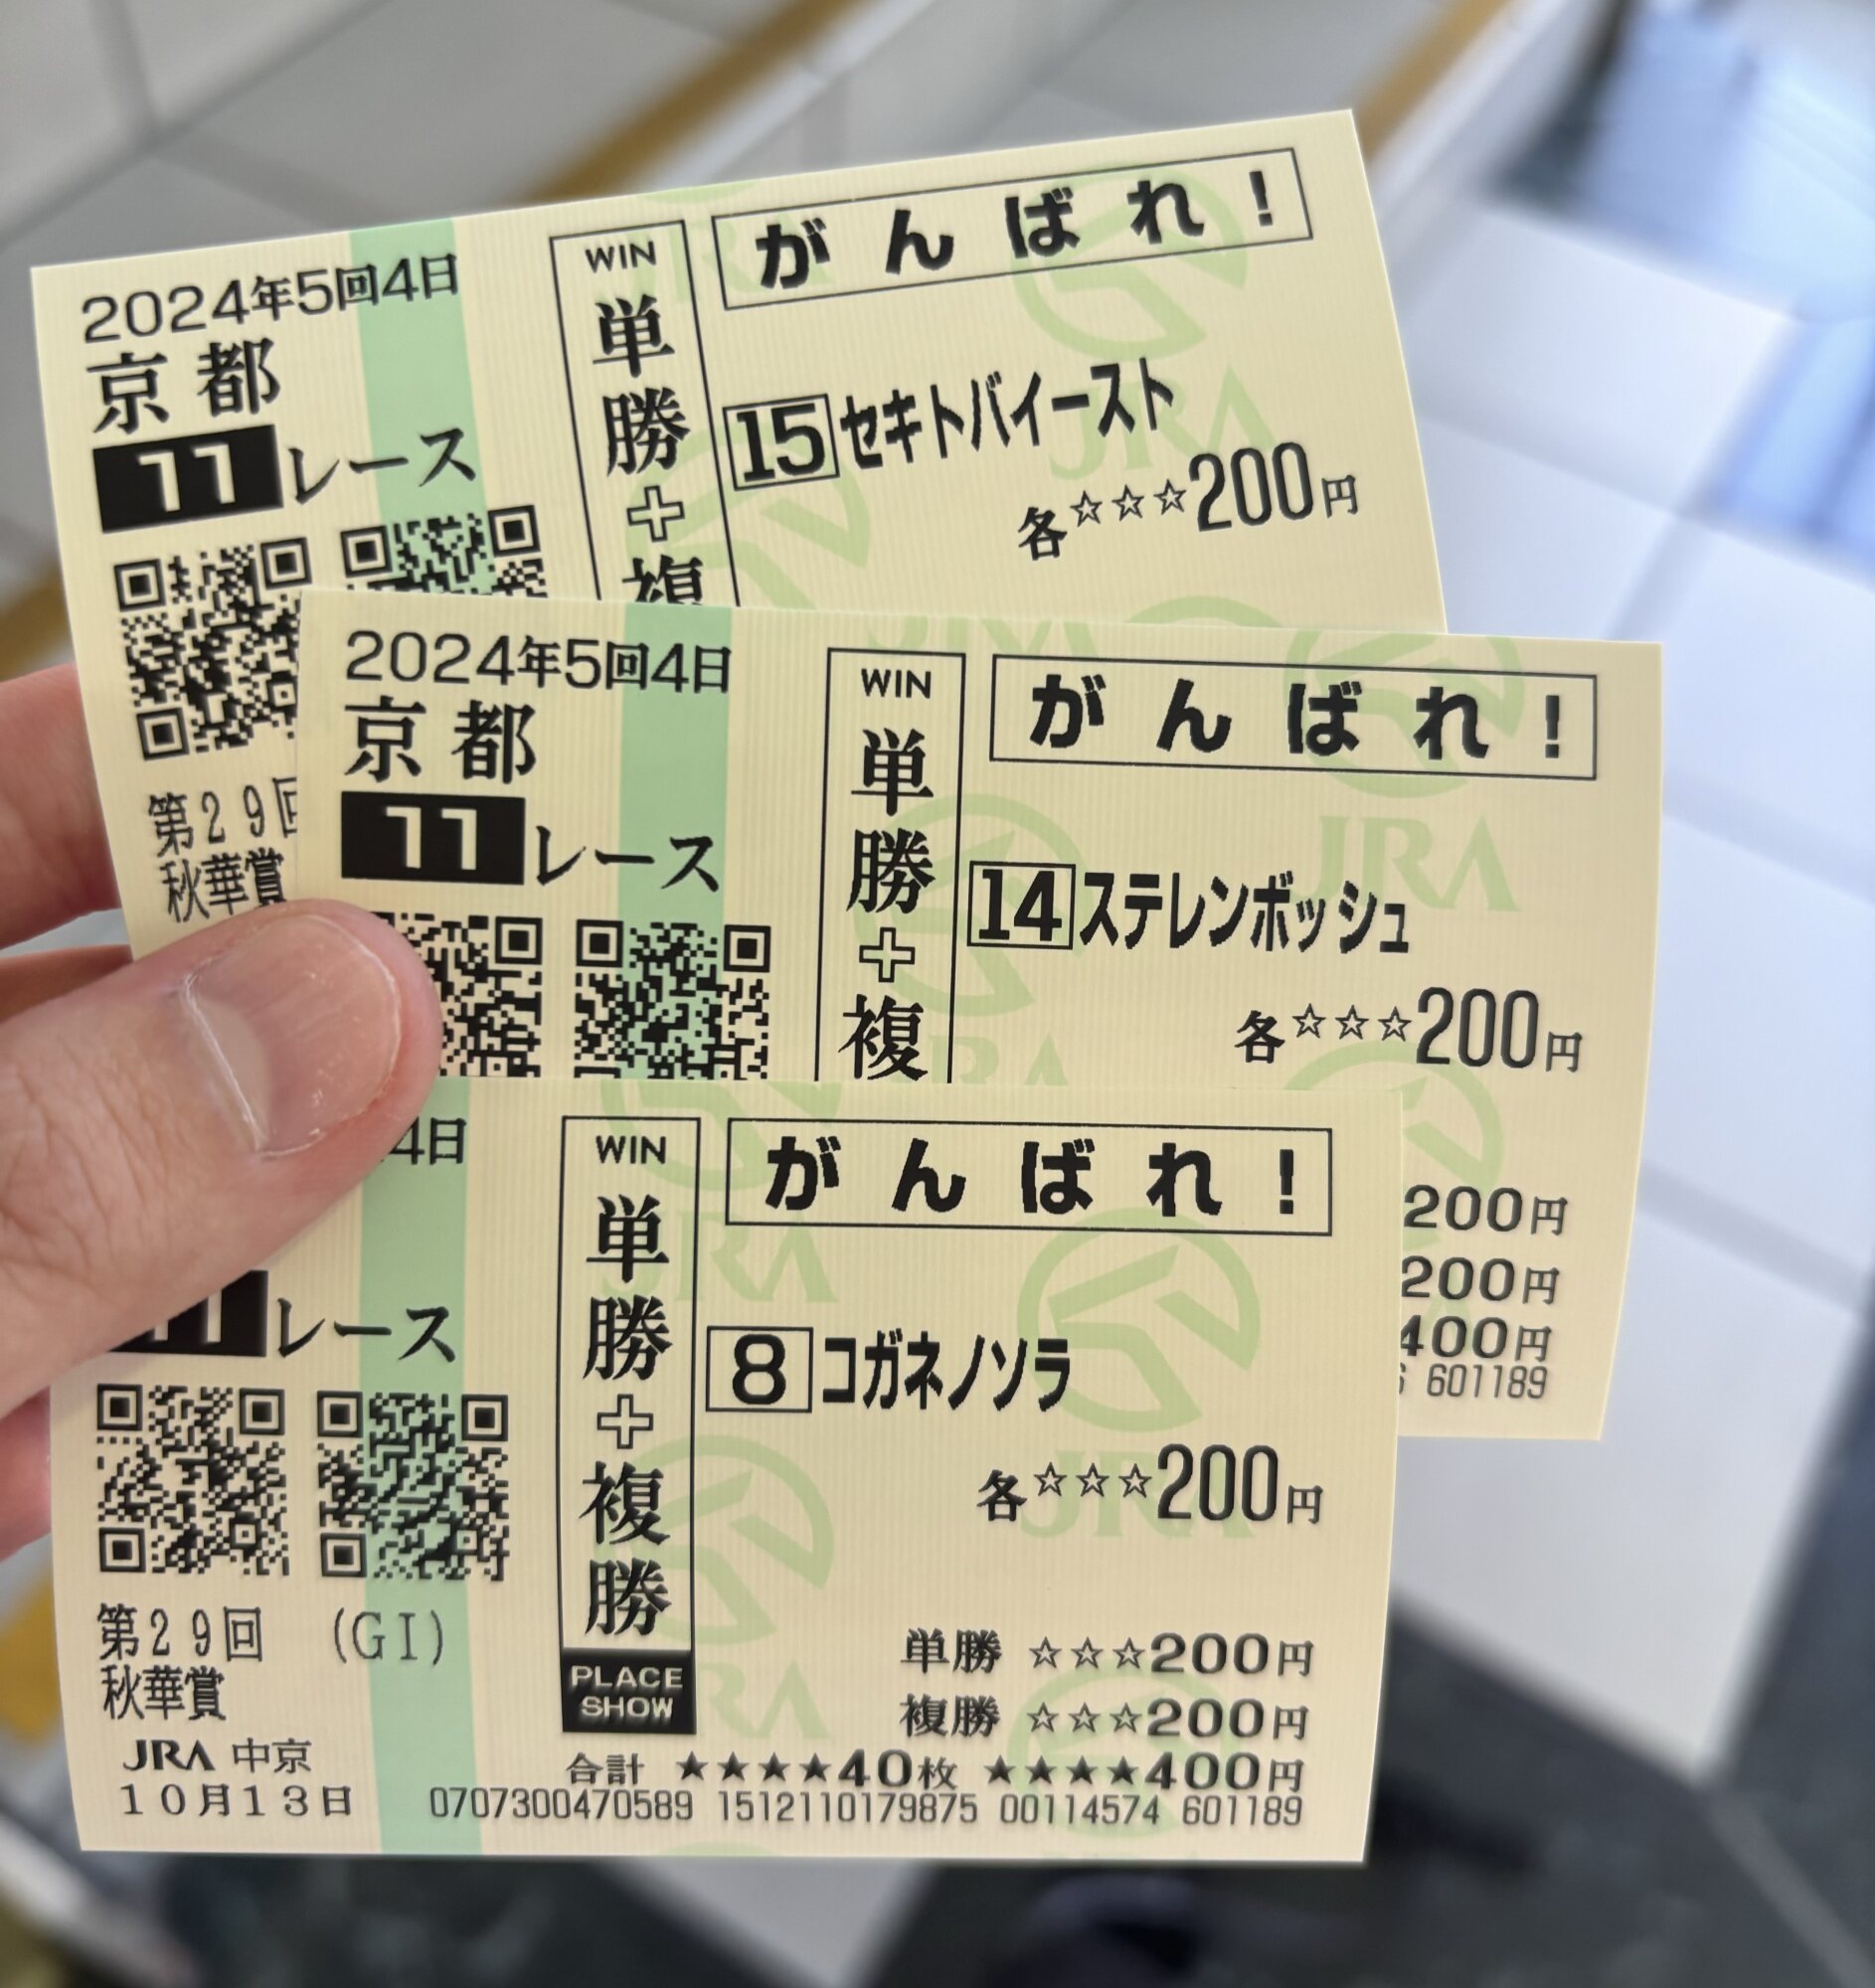 2024年5回4日
京都
11レース
WIN
単勝+複
がんばれ!
15 セキトバイースト
各☆☆☆200円
第29回
秋華賞
2024年5回4日
京都
11レース
WIN
単勝+複
がんばれ!
14 ステレンボッシュ
各☆☆☆200円
200円
200円
400円
601189
4日
11レース
WIN
単勝+複勝
PLACE
SHOW
がんばれ!
8 コガネノソラ
各☆☆☆200円
第29回 (GI)
秋華賞
JRA 中京
10月13日
単勝 ☆☆☆200円
複勝 ☆☆☆200円
合計 ★★★★40枚 ★★★★400円
0707300470589 1512110179875 00114574 601189
JRA